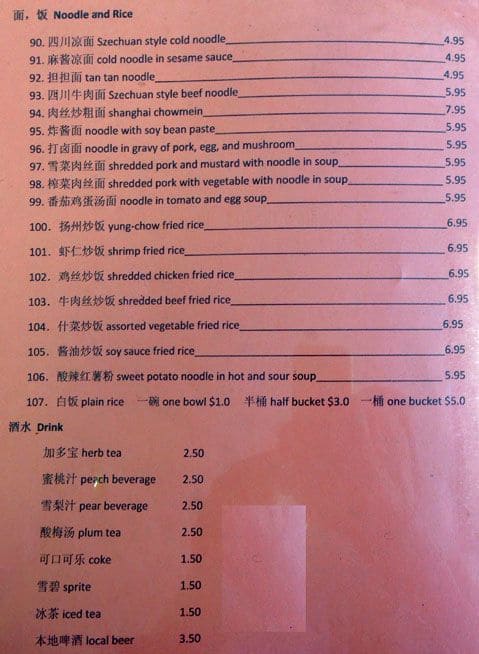 面，饭 Noodle and Rice
90. 四川凉面 Szechuan style cold noodle 4.95
91. 麻酱凉面 cold noodle in sesame sauce 4.95
92. 担担面 tan tan noodle 4.95
93. 四川牛肉面 Szechuan style beef noodle 5.95
94. 肉丝炒粗面 shanghai chowmein 7.95
95. 炸酱面 noodle with soy bean paste 5.95
96. 打卤面 noodle in gravy of pork, egg, and mushroom 5.95
97. 雪菜肉丝面 shredded pork and mustard with noodle in soup 5.95
98. 榨菜肉丝面 shredded pork with vegetable with noodle in soup 5.95
99. 番茄鸡蛋汤面 noodle in tomato and egg soup 5.95
100. 扬州炒饭 yung-chow fried rice 6.95
101. 虾仁炒饭 shrimp fried rice 6.95
102. 鸡丝炒饭 shredded chicken fried rice 6.95
103. 牛肉丝炒饭 shredded beef fried rice 6.95
104. 什菜炒饭 assorted vegetable fried rice 6.95
105. 酱油炒饭 soy sauce fried rice 6.95
106. 酸辣红薯粉 sweet potato noodle in hot and sour soup 5.95
107. 白饭 plain rice 一碗 one bowl $1.0 半桶 half bucket $3.0 一桶 one bucket $5.0
酒水 Drink
加多宝 herb tea 2.50
蜜桃汁 peach beverage 2.50
雪梨汁 pear beverage 2.50
酸梅汤 plum tea 2.50
可口可乐 coke 1.50
雪碧 sprite 1.50
冰茶 iced tea 1.50
本地啤酒 local beer 3.50